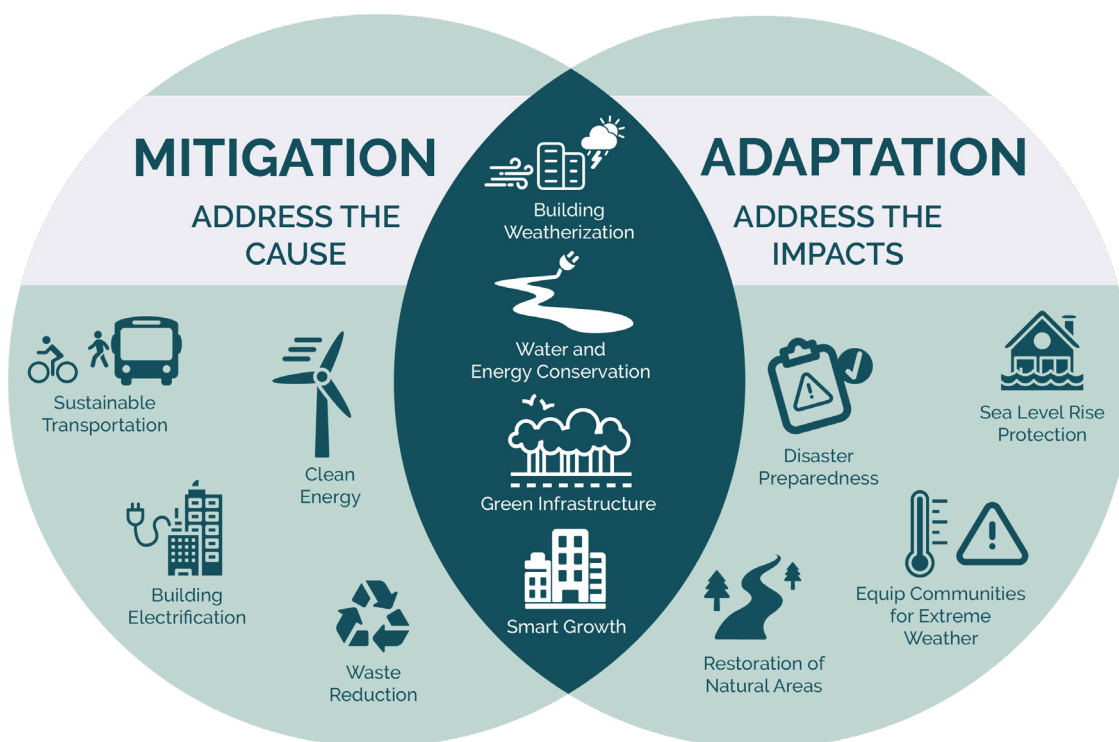 MITIGATION
ADDRESS THE
CAUSE
Sustainable
Transportation
Clean
Energy
Building
Electrification
Waste
Reduction
Building
Weatherization
Water and
Energy Conservation
Green Infrastructure
Smart Growth
ADAPTATION
ADDRESS THE
IMPACTS
Sea Level Rise
Protection
Disaster
Preparedness
Equip Communities
for Extreme
Weather
Restoration of
Natural Areas